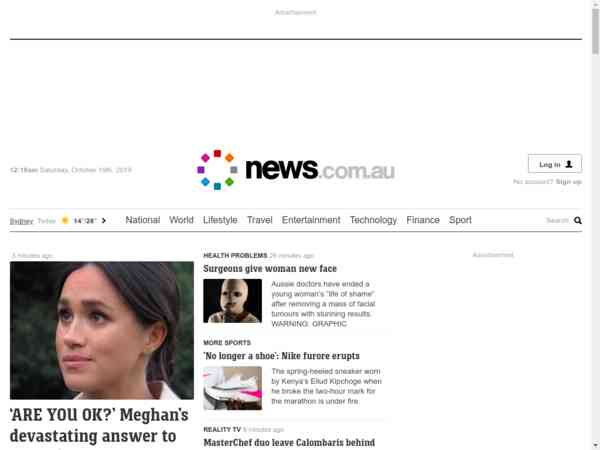 Advertisement
12:15am Saturday, October 19th, 2019
news.com.au
Log in
No account? Sign up
Sydney Today 14°/28°
National World Lifestyle Travel Entertainment Technology Finance Sport
Search
5 minutes ago
‘ARE YOU OK?’ Meghan’s
devastating answer to
HEALTH PROBLEMS 26 minutes ago
Surgeons give woman new face
Aussie doctors have ended a
young woman’s “life of shame”
after removing a mass of facial
tumours with stunning results.
WARNING: GRAPHIC
MORE SPORTS
‘No longer a shoe’: Nike furore erupts
The spring-heeled sneaker worn
by Kenya’s Eliud Kipchoge when
he broke the two-hour mark for
the marathon is under fire.
REALITY TV 5 minutes ago
MasterChef duo leave Calombaris behind
Advertisement